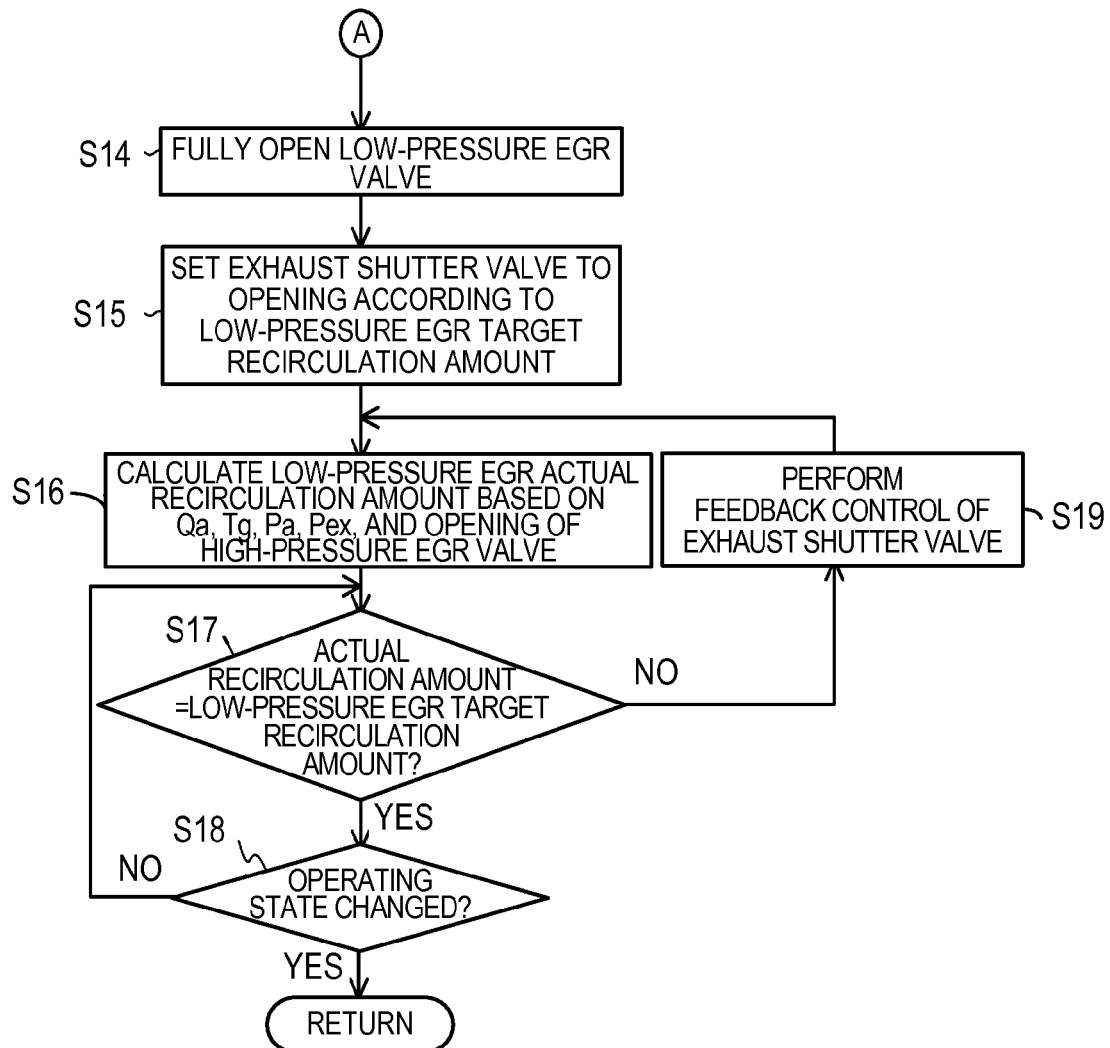 A
S14
FULLY OPEN LOW-PRESSURE EGR
VALVE
S15
SET EXHAUST SHUTTER VALVE TO
OPENING ACCORDING TO
LOW-PRESSURE EGR TARGET
RECIRCULATION AMOUNT
S16
CALCULATE LOW-PRESSURE EGR ACTUAL
RECIRCULATION AMOUNT BASED ON
Qa, Tg, Pa, Pex, AND OPENING OF
HIGH-PRESSURE EGR VALVE
PERFORM
FEEDBACK CONTROL OF
EXHAUST SHUTTER VALVE
S19
S17
ACTUAL
RECIRCULATION AMOUNT
=LOW-PRESSURE EGR TARGET
RECIRCULATION
AMOUNT?
NO
YES
S18
NO
OPERATING
STATE CHANGED?
YES
RETURN